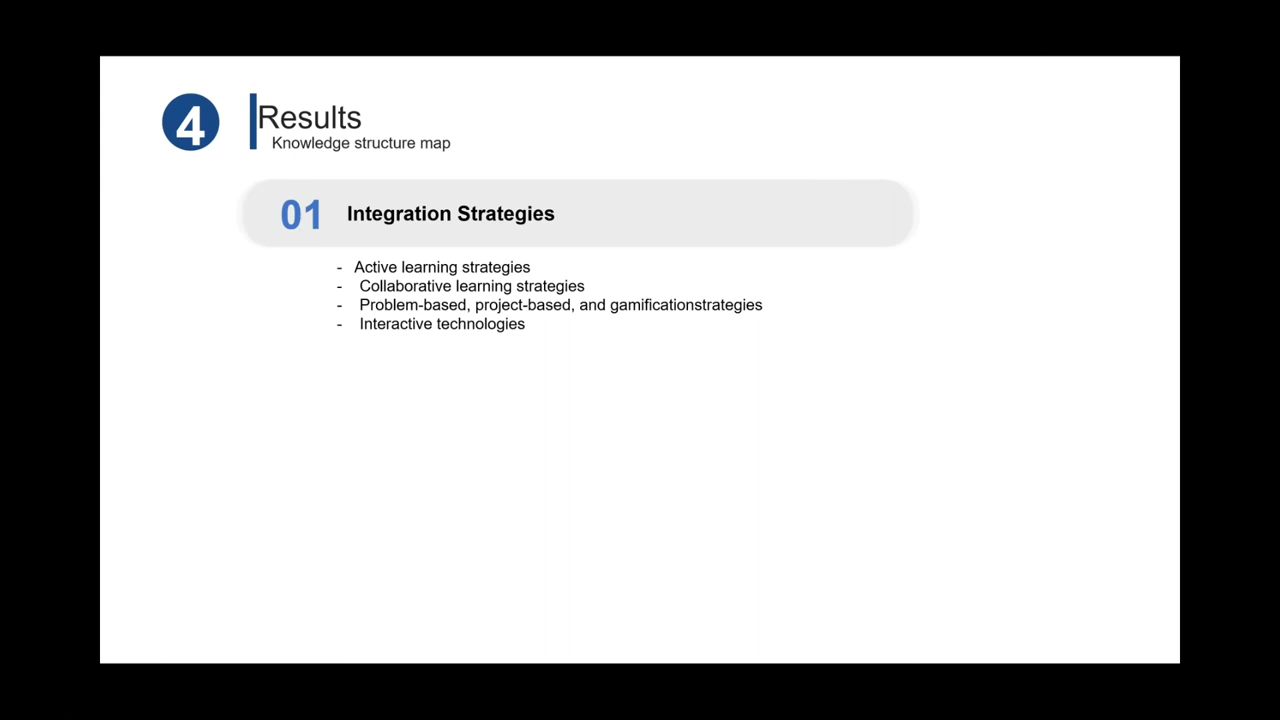 4
Results
Knowledge structure map
01 Integration Strategies
- Active learning strategies
- Collaborative learning strategies
- Problem-based, project-based, and gamificationstrategies
- Interactive technologies